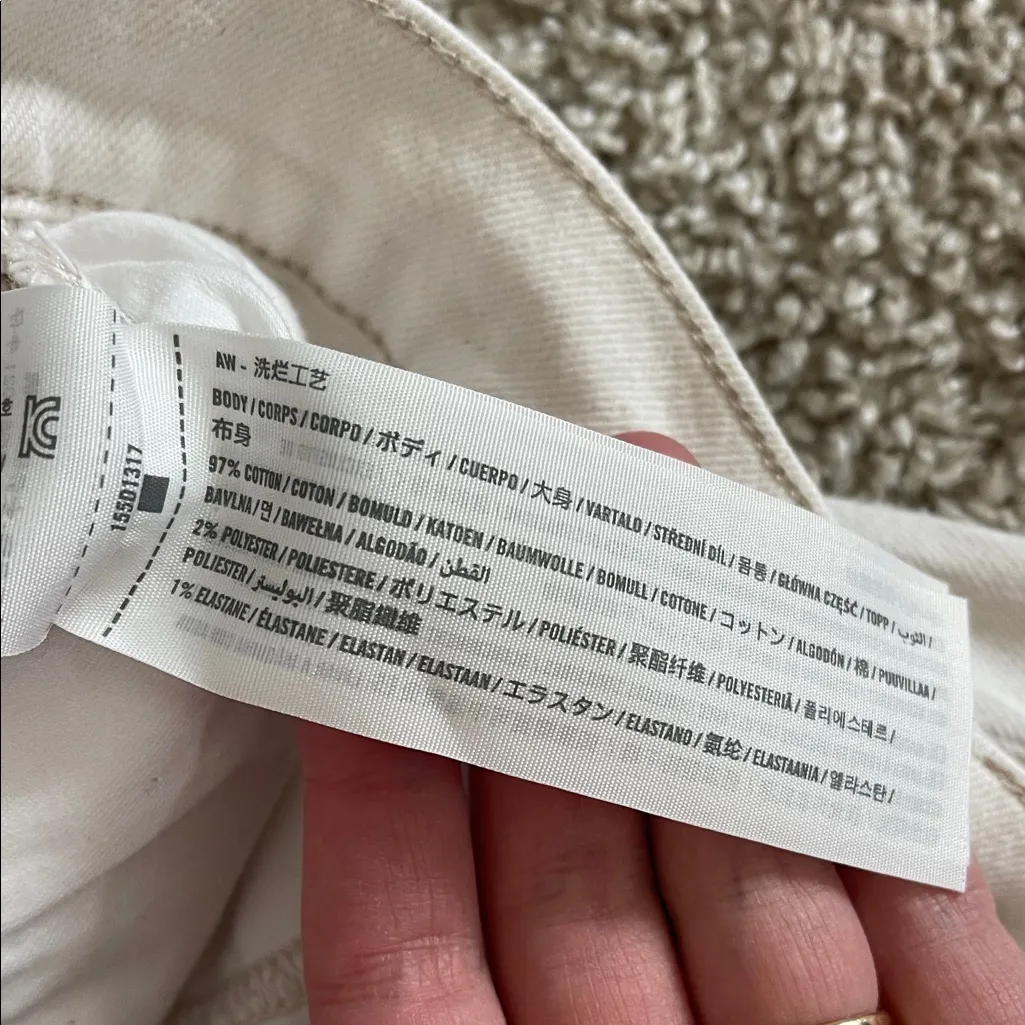 AW - 洗烂工艺
BODY / CORPS / CORPO / ボディ / CUERPO / 大身 / VARTALO / STŘEDNÍ DÍL / 몸통 / GŁÓWNA CZĘŚĆ / TOPP / الثوب /
布身
97% COTTON / COTON / BOMULD / KATOEN / BAUMWOLLE / BOMULL / COTONE / コットン / ALGODÓN / 棉 / PUUVILLAA /
BAVLNA / 면 / BAWEŁNA / ALGODÃO / القطن
2% POLYESTER / POLIESTERE / ポリエステル / POLIÉSTER / 聚酯纤维 / POLYESTERIÄ / 폴리에스테르 /
POLIESTER / البوليستر / 聚脂纖維
1% ELASTANE / ÉLASTANE / ELASTAN / ELASTAAN / エラスタン / ELASTANO / 氨纶 / ELASTAANIA / 엘라스탄 /
155D1317